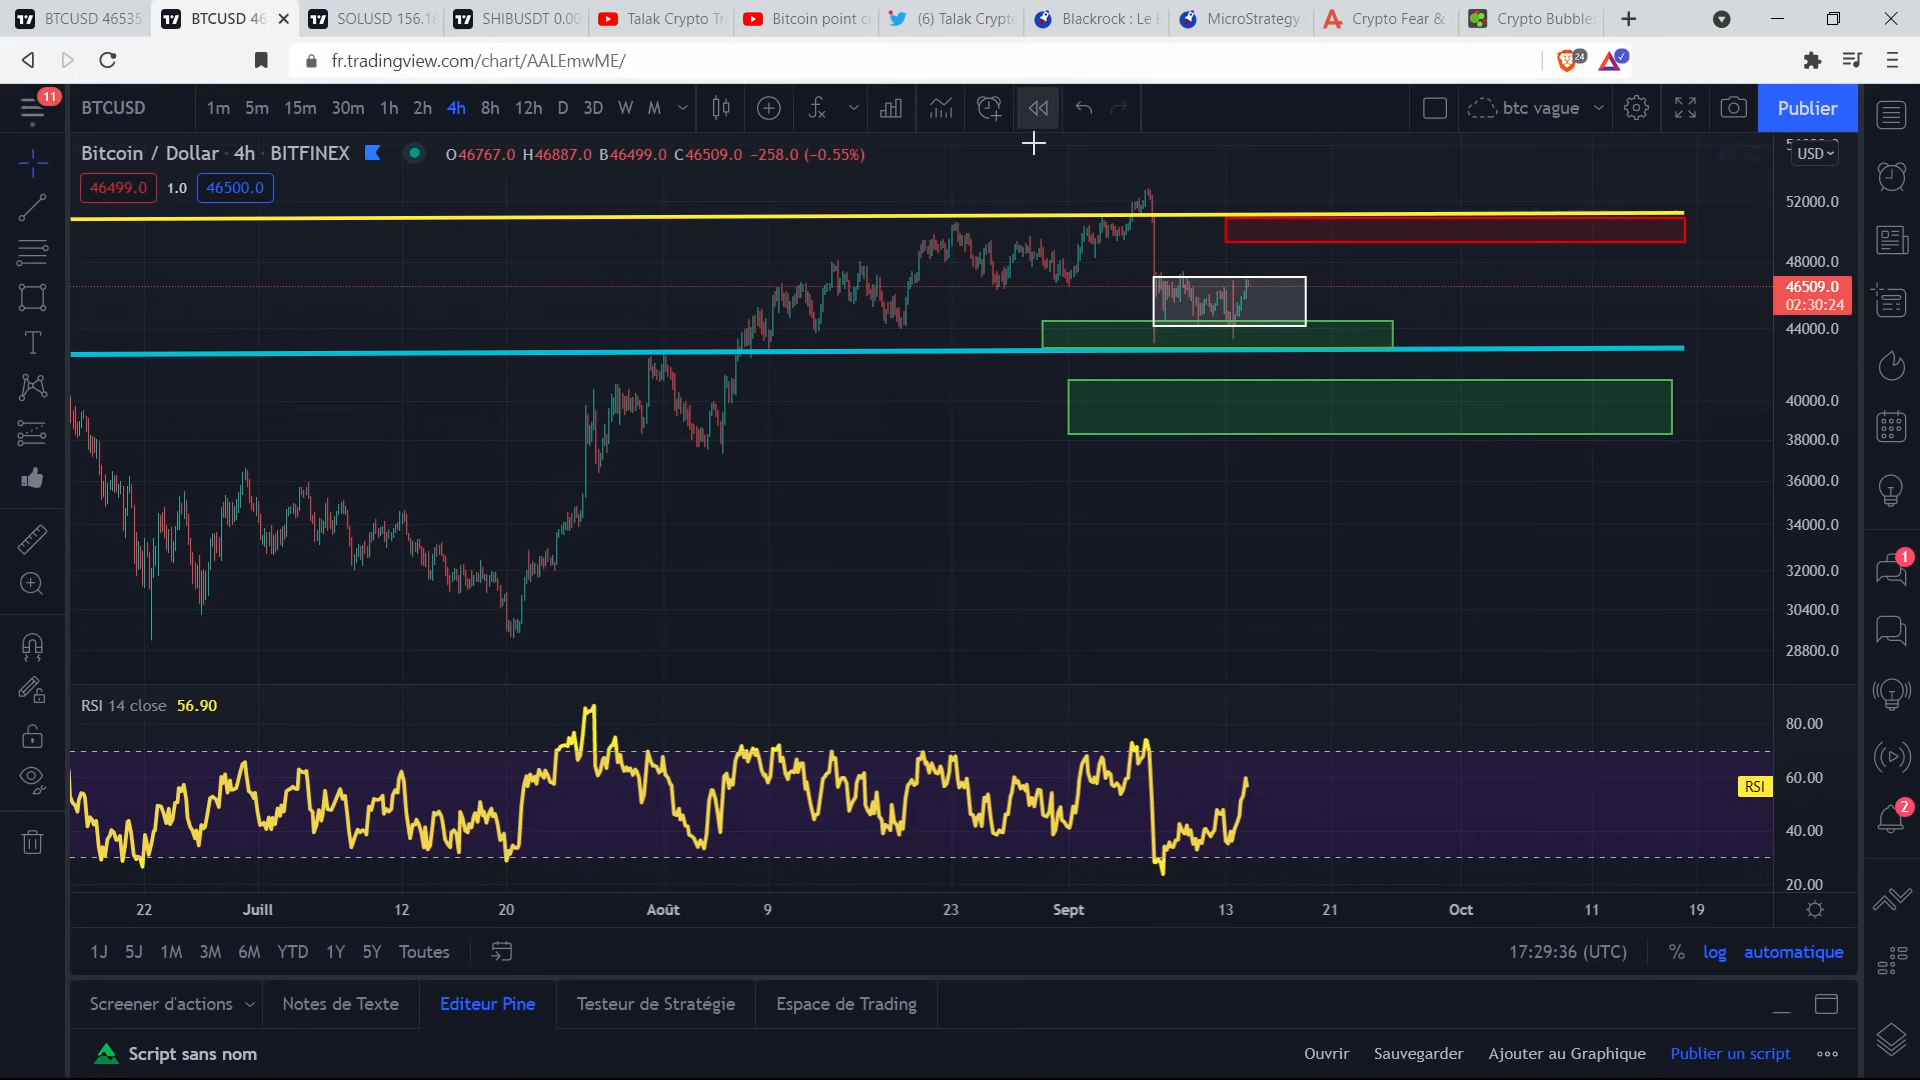 BTCUSD 46535
BTCUSD 46
SOLUSD 156.18
SHIBUSDT 0.00
Talak Crypto Tr
Bitcoin point c
(6) Talak Crypto
Blackrock : Le B
MicroStrategy
Crypto Fear &
Crypto Bubbles
fr.tradingview.com/chart/AALEmwME/
24
11
BTCUSD
1m 5m 15m 30m 1h 2h 4h 8h 12h D 3D W M
btc vague
Publier
Bitcoin / Dollar · 4h · BITFINEX
O46767.0 H46887.0 B46499.0 C46509.0 −258.0 (−0.55%)
USD
46499.0 1.0 46500.0
52000.0
48000.0
46509.0
02:30:24
44000.0
40000.0
38000.0
36000.0
34000.0
32000.0
30400.0
28800.0
1
RSI 14 close 56.90
80.00
60.00
RSI
40.00
20.00
2
22 Juill 12 20 Août 9 23 Sept 13 21 Oct 11 19
1J 5J 1M 3M 6M YTD 1Y 5Y Toutes
17:29:36 (UTC) % log automatique
Screener d'actions Notes de Texte Editeur Pine Testeur de Stratégie Espace de Trading
Script sans nom
Ouvrir Sauvegarder Ajouter au Graphique Publier un script